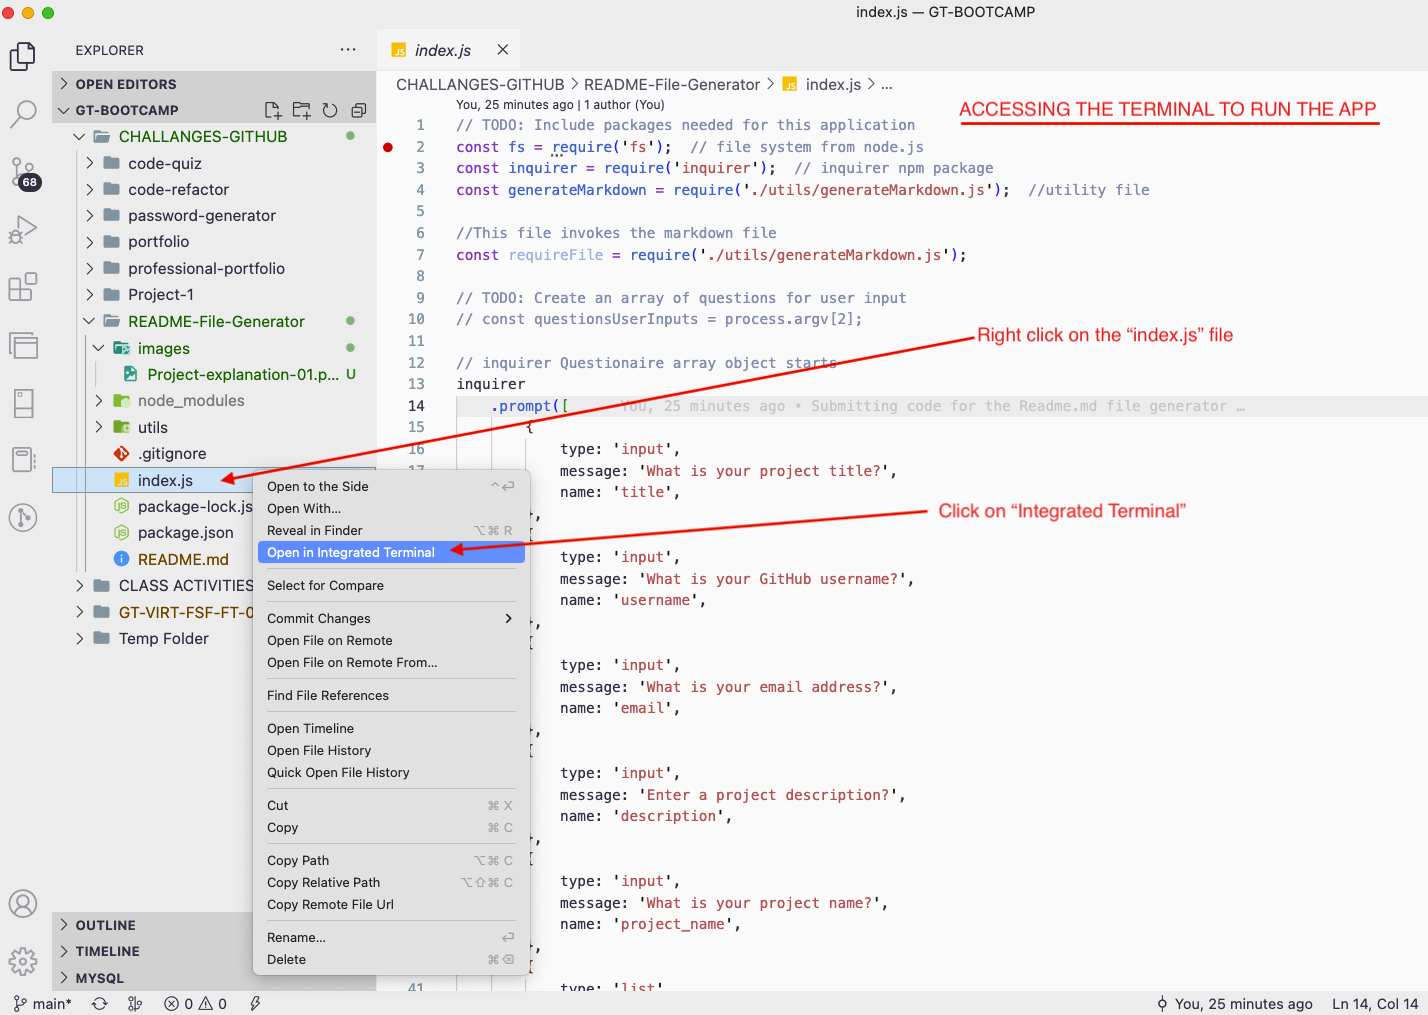 index.js — GT-BOOTCAMP
EXPLORER
index.js
OPEN EDITORS
GT-BOOTCAMP
CHALLANGES-GITHUB
code-quiz
code-refactor
password-generator
portfolio
professional-portfolio
Project-1
README-File-Generator
images
Project-explanation-01.p... U
node_modules
utils
.gitignore
index.js
package-lock.js
package.json
README.md
CLASS ACTIVITIES
GT-VIRT-FSF-FT-0
Temp Folder
68
OUTLINE
TIMELINE
MYSQL
CHALLANGES-GITHUB > README-File-Generator > index.js > ...
You, 25 minutes ago | 1 author (You)
ACCESSING THE TERMINAL TO RUN THE APP
1 // TODO: Include packages needed for this application
2 const fs = require('fs'); // file system from node.js
3 const inquirer = require('inquirer'); // inquirer npm package
4 const generateMarkdown = require('./utils/generateMarkdown.js'); //utility file
5
6 //This file invokes the markdown file
7 const requireFile = require('./utils/generateMarkdown.js');
8
9 // TODO: Create an array of questions for user input
10 // const questionsUserInputs = process.argv[2];
11
Right click on the “index.js” file
12 // inquirer Questionaire array object starts
13 inquirer
14 .prompt([ You, 25 minutes ago • Submitting code for the Readme.md file generator …
15 {
16 type: 'input',
17 message: 'What is your project title?',
name: 'title',
},
{
Click on “Integrated Terminal”
type: 'input',
message: 'What is your GitHub username?',
name: 'username',
},
{
type: 'input',
message: 'What is your email address?',
name: 'email',
},
{
type: 'input',
message: 'Enter a project description?',
name: 'description',
},
{
type: 'input',
message: 'What is your project name?',
name: 'project_name',
},
{
41 type: 'list'
Open to the Side ^⏎
Open With...
Reveal in Finder ⌥⌘ R
Open in Integrated Terminal
Select for Compare
Commit Changes
Open File on Remote
Open File on Remote From...
Find File References
Open Timeline
Open File History
Quick Open File History
Cut ⌘ X
Copy ⌘ C
Copy Path ⌥⌘ C
Copy Relative Path ⌥⇧⌘ C
Copy Remote File Url
Rename... ⏎
Delete ⌘⌫
main* 0 0
You, 25 minutes ago Ln 14, Col 14